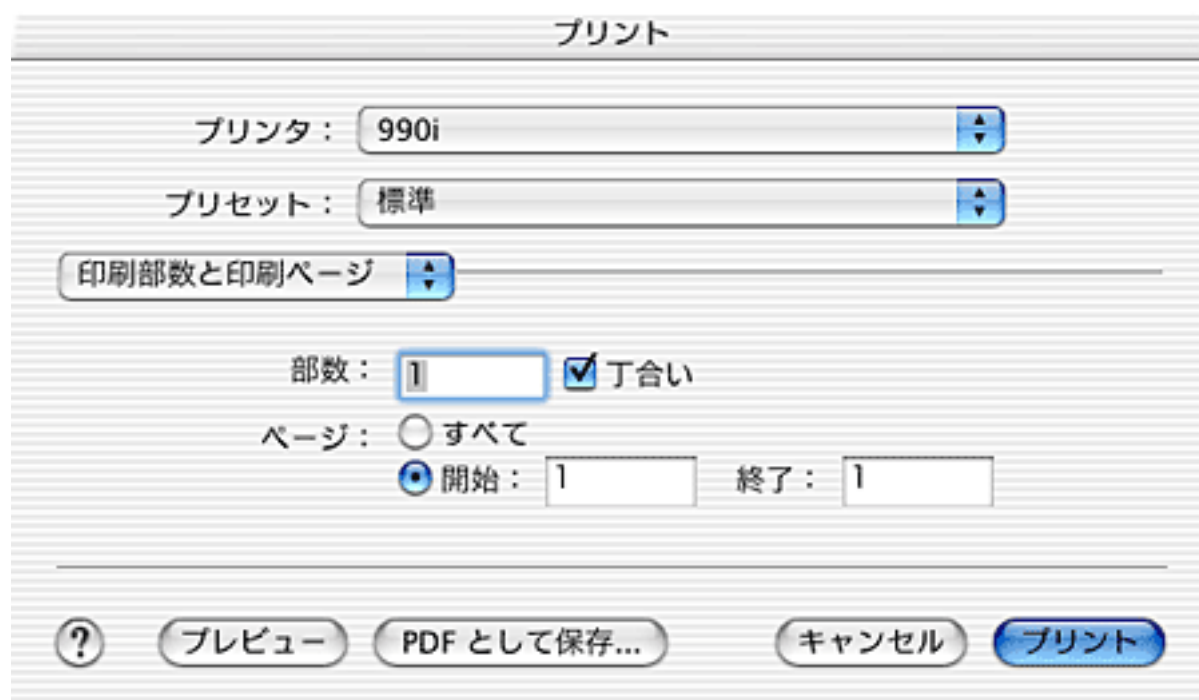 プリント
プリンタ： 990i
プリセット： 標準
印刷部数と印刷ページ
部数： 1 丁合い
ページ： すべて
開始： 1 終了： 1
? プレビュー PDF として保存... キャンセル プリント